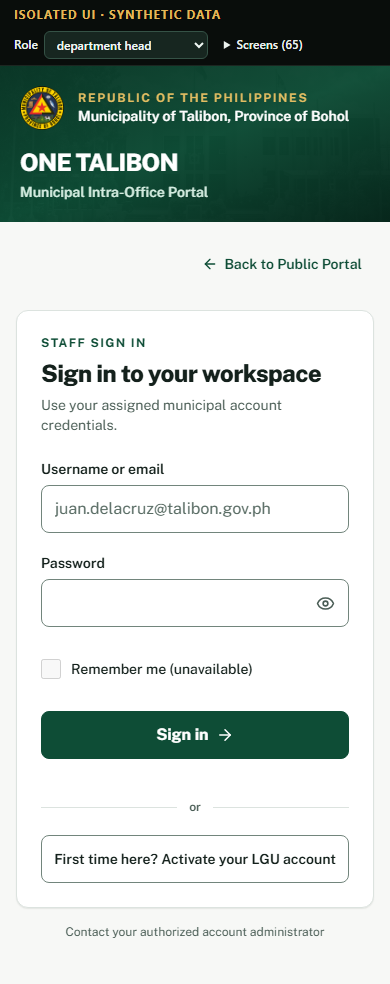 ISOLATED UI · SYNTHETIC DATA
Role department head ▶ Screens (65)
REPUBLIC OF THE PHILIPPINES
Municipality of Talibon, Province of Bohol
ONE TALIBON
Municipal Intra-Office Portal
← Back to Public Portal
STAFF SIGN IN
Sign in to your workspace
Use your assigned municipal account
credentials.
Username or email
juan.delacruz@talibon.gov.ph
Password
Remember me (unavailable)
Sign in →
or
First time here? Activate your LGU account
Contact your authorized account administrator